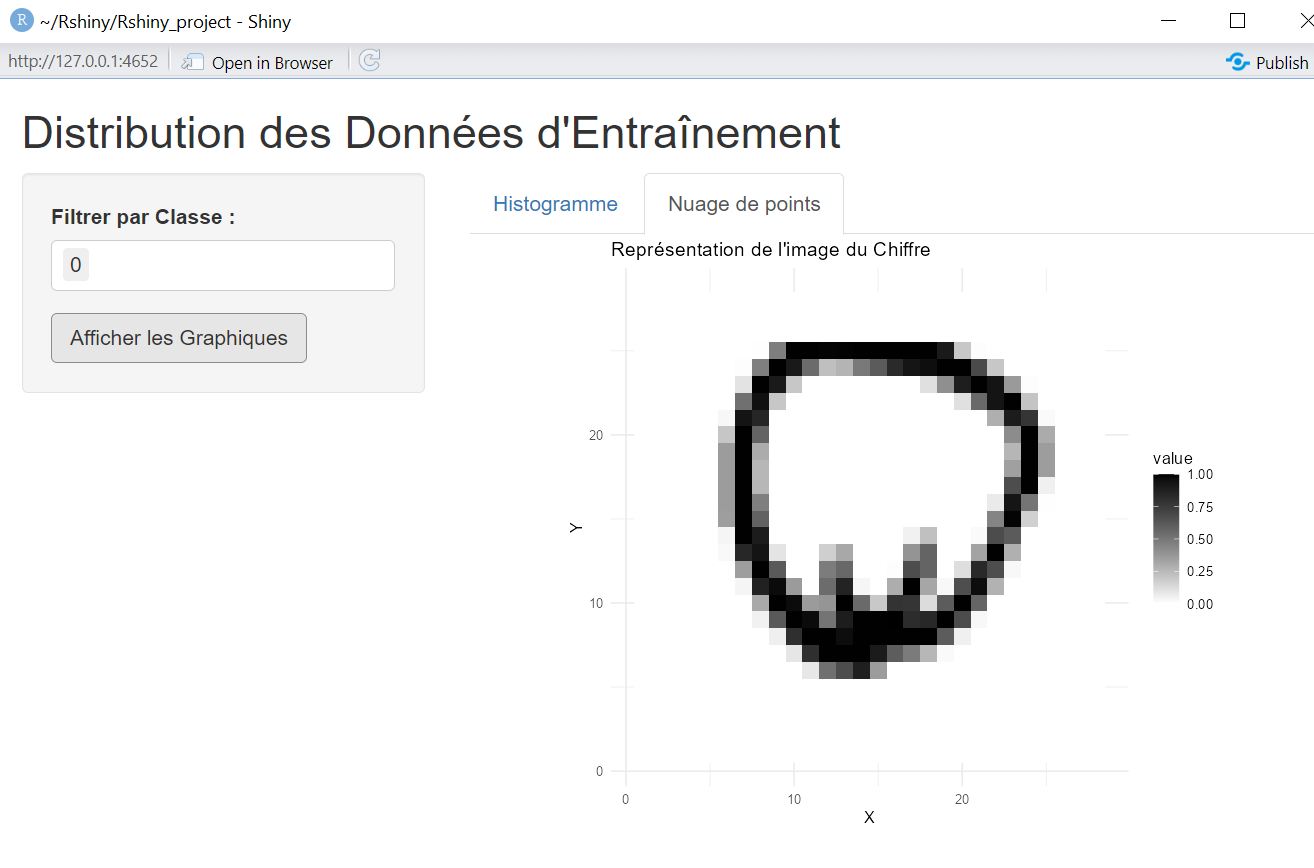 R ~/Rshiny/Rshiny_project - Shiny
http://127.0.0.1:4652 Open in Browser Publish
Distribution des Données d'Entraînement
Filtrer par Classe :
0
Afficher les Graphiques
Histogramme Nuage de points
Représentation de l'image du Chiffre
20
10
0
Y
0 10 20
X
value
1.00
0.75
0.50
0.25
0.00